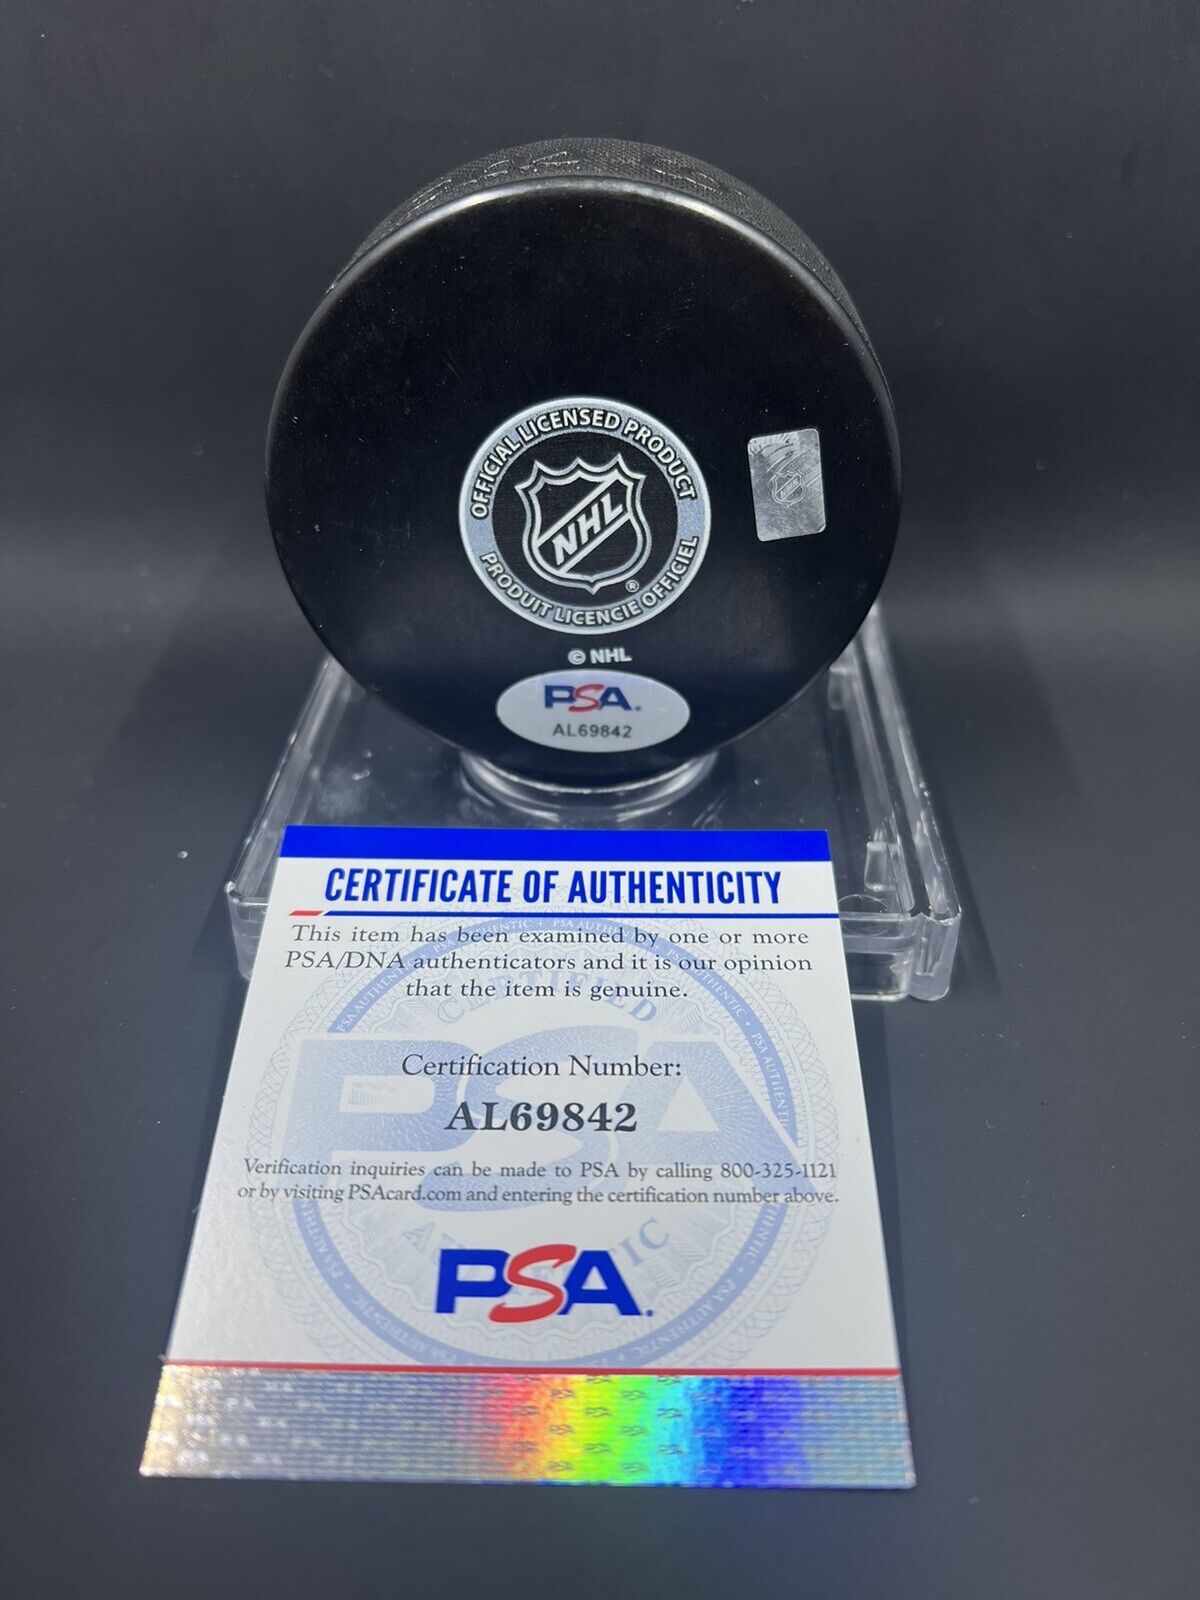 OFFICIAL LICENSED PRODUCT
NHL
®
PRODUIT LICENCIE OFFICIEL
© NHL
PSA.
AL69842
CERTIFICATE OF AUTHENTICITY
This item has been examined by one or more
PSA/DNA authenticators and it is our opinion
that the item is genuine.
CERTIFIED
PSA
Certification Number:
AL69842
Verification inquiries can be made to PSA by calling 800-325-1121
or by visiting PSAcard.com and entering the certification number above.
PSA.